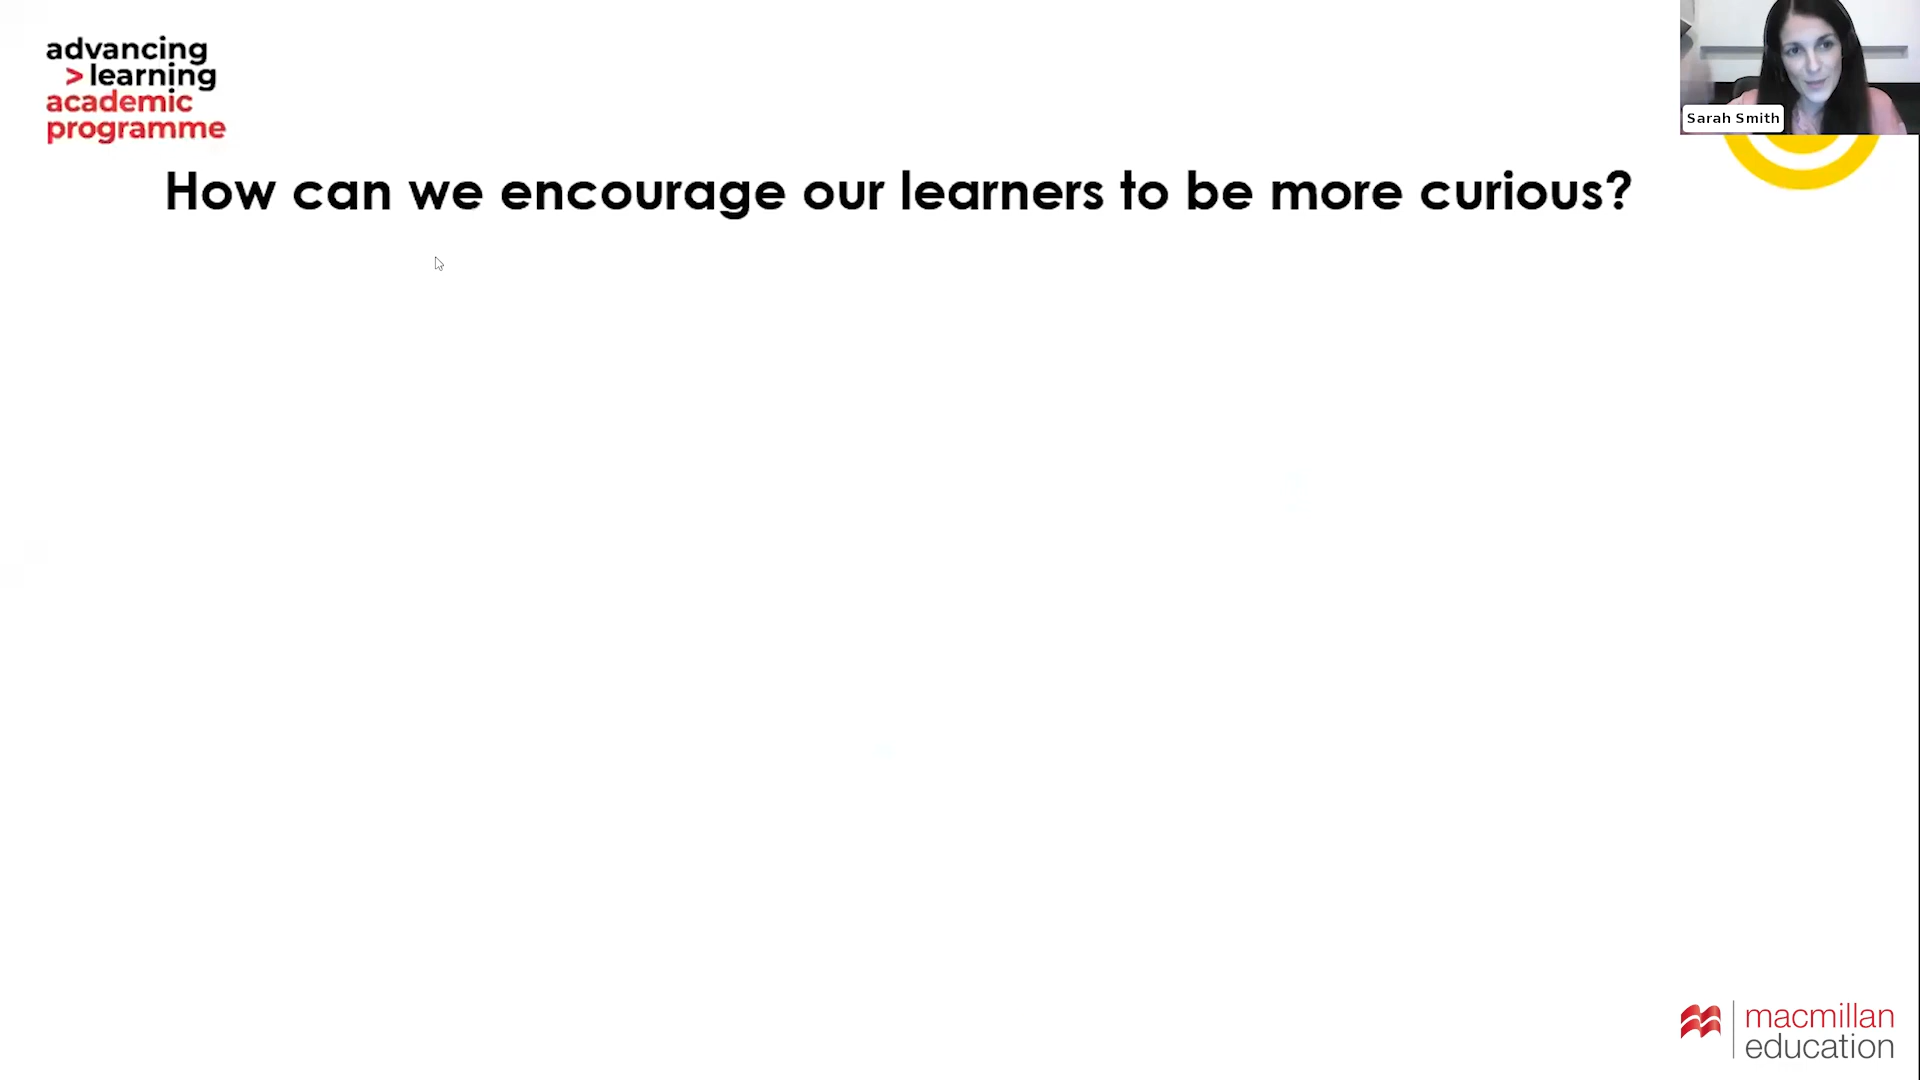 advancing
>learning
academic
programme
Sarah Smith
How can we encourage our learners to be more curious?
macmillan
education